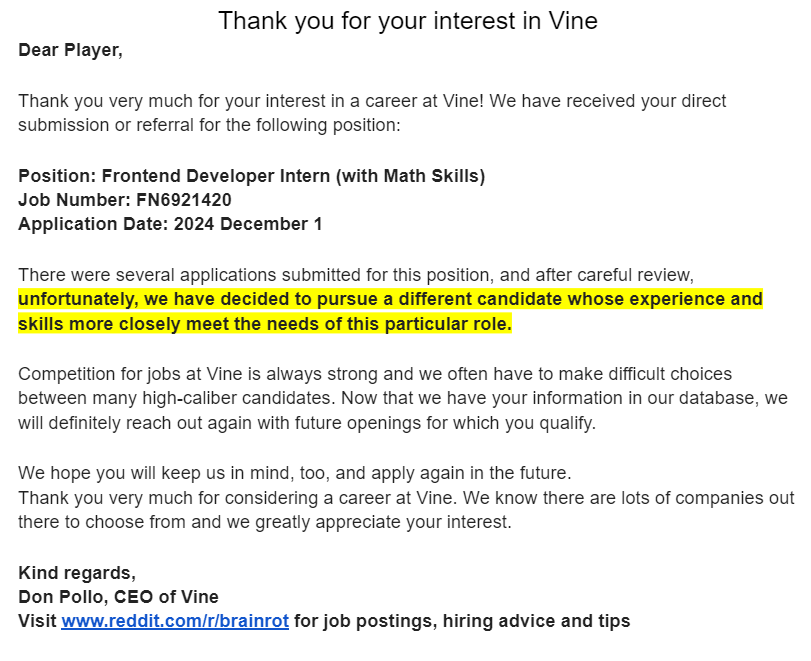 Thank you for your interest in Vine
Dear Player,
Thank you very much for your interest in a career at Vine! We have received your direct
submission or referral for the following position:
Position: Frontend Developer Intern (with Math Skills)
Job Number: FN6921420
Application Date: 2024 December 1
There were several applications submitted for this position, and after careful review,
unfortunately, we have decided to pursue a different candidate whose experience and
skills more closely meet the needs of this particular role.
Competition for jobs at Vine is always strong and we often have to make difficult choices
between many high-caliber candidates. Now that we have your information in our database, we
will definitely reach out again with future openings for which you qualify.
We hope you will keep us in mind, too, and apply again in the future.
Thank you very much for considering a career at Vine. We know there are lots of companies out
there to choose from and we greatly appreciate your interest.
Kind regards,
Don Pollo, CEO of Vine
Visit www.reddit.com/r/brainrot for job postings, hiring advice and tips